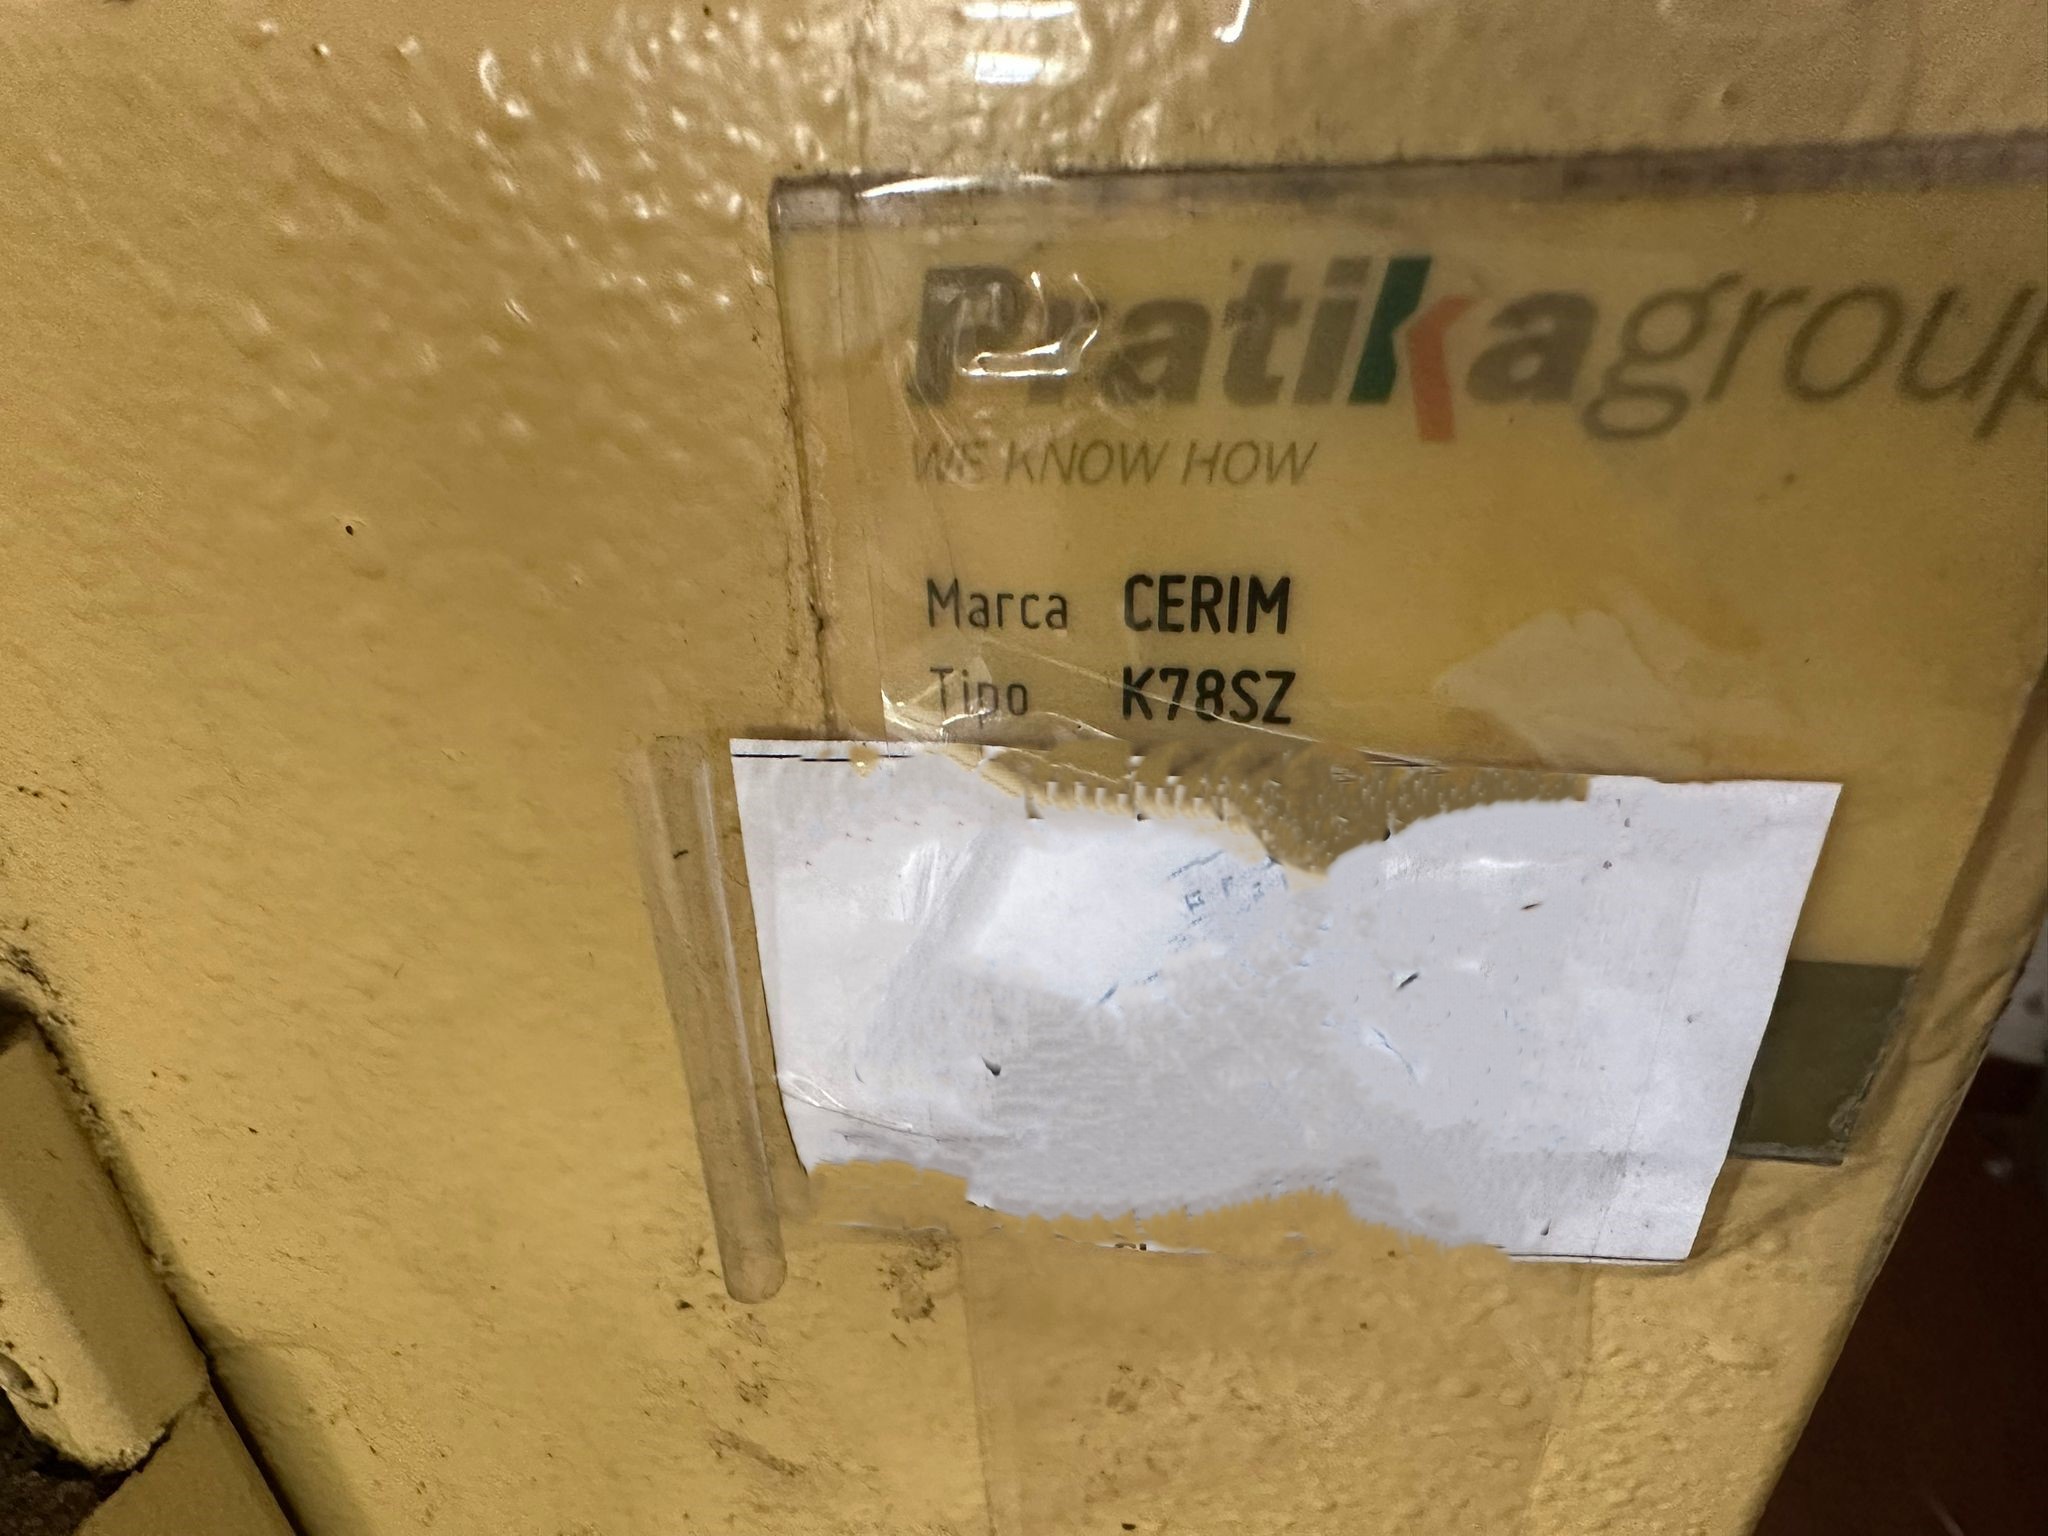 Pratikagroup
WE KNOW HOW
Marca CERIM
Tipo K78SZ